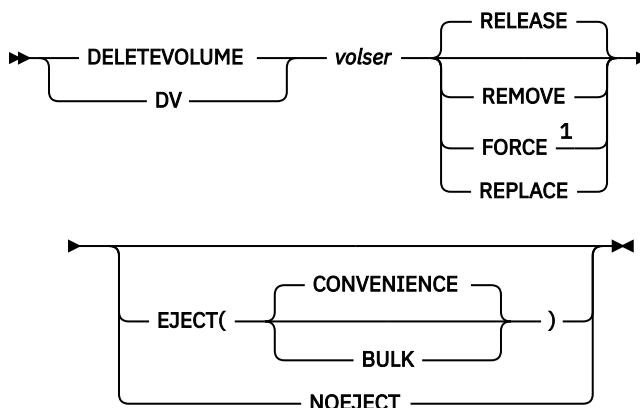 RELEASE
DELETEVOLUME volser
DV
REMOVE
FORCE 1
REPLACE
CONVENIENCE
EJECT( )
BULK
NOEJECT